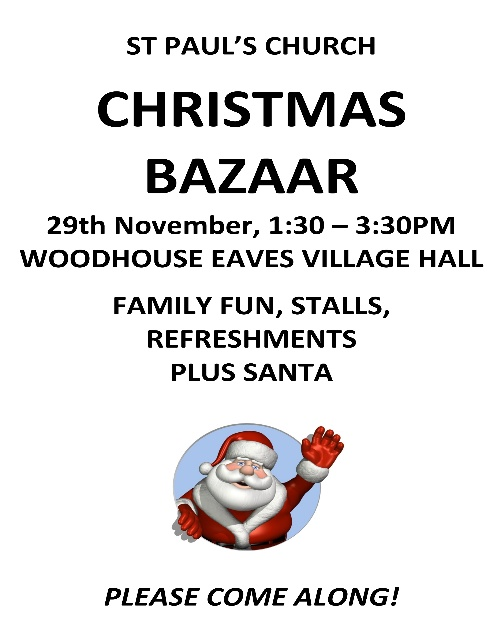 ST PAUL’S CHURCH
CHRISTMAS
BAZAAR
29th November, 1:30 – 3:30PM
WOODHOUSE EAVES VILLAGE HALL
FAMILY FUN, STALLS,
REFRESHMENTS
PLUS SANTA
PLEASE COME ALONG!